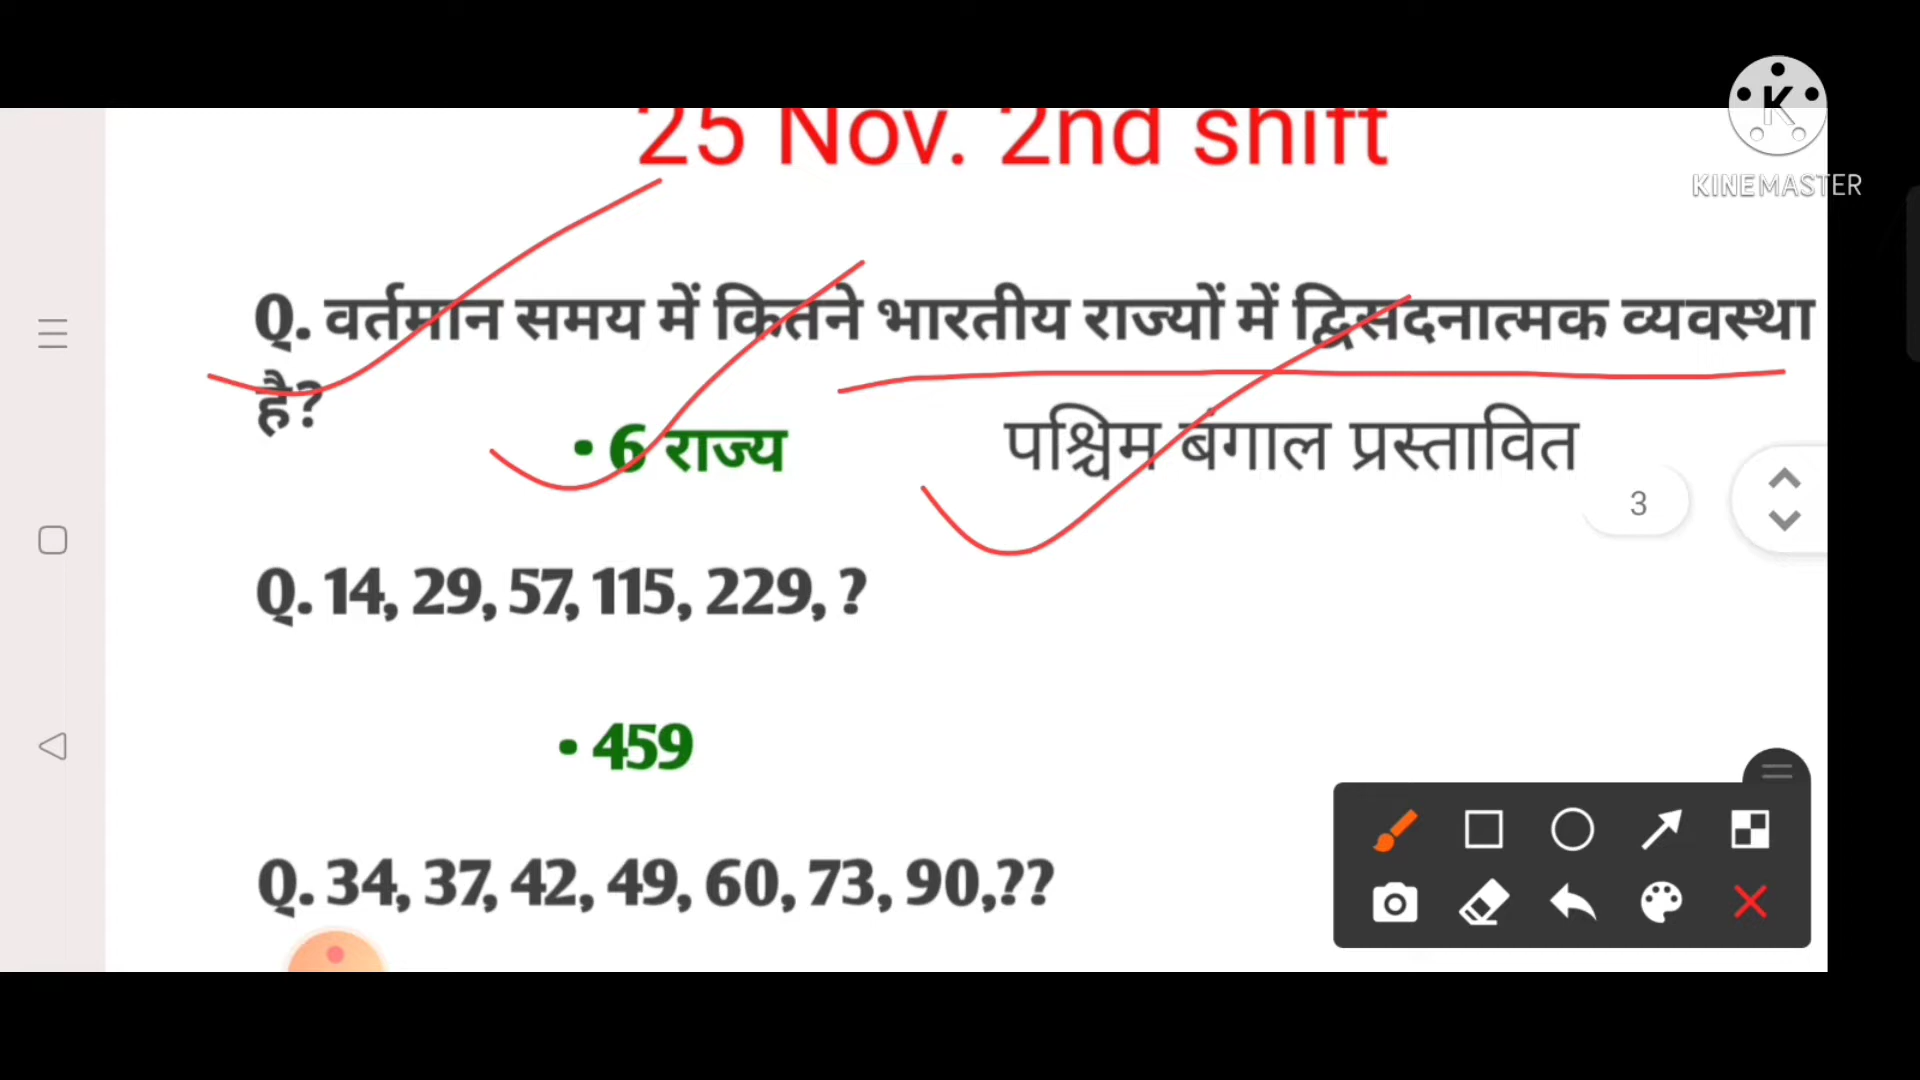 25 Nov. 2nd shift
KINEMASTER
Q. वर्तमान समय में कितने भारतीय राज्यों में द्विसदनात्मक व्यवस्था
है?
• 6 राज्य
पश्चिम बगाल प्रस्तावित
3
Q. 14, 29, 57, 115, 229, ?
• 459
Q. 34, 37, 42, 49, 60, 73, 90,??